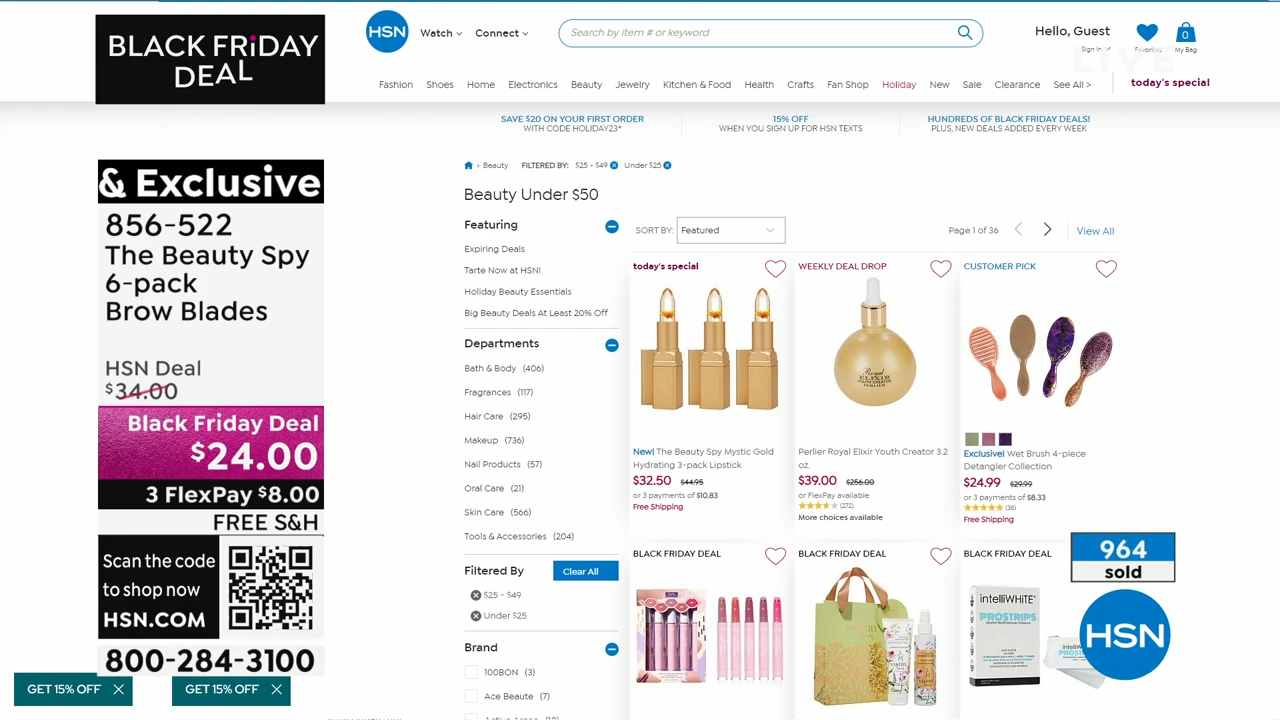 BLACK FRiDAY
DEAL
& Exclusive
856-522
The Beauty Spy
6-pack
Brow Blades
HSN Deal
$34.00
Black Friday Deal
$24.00
3 FlexPay $8.00
FREE S&H
Scan the code
to shop now
HSN.COM
800-284-3100
GET 15% OFF
GET 15% OFF
HSN
Watch
Connect
Search by item # or keyword
Hello, Guest
Sign In
Favorites
0
My Bag
LIVE
Fashion Shoes Home Electronics Beauty Jewelry Kitchen & Food Health Crafts Fan Shop Holiday New Sale Clearance See All >
today's special
SAVE $20 ON YOUR FIRST ORDER
WITH CODE HOLIDAY23*
15% OFF
WHEN YOU SIGN UP FOR HSN TEXTS
HUNDREDS OF BLACK FRIDAY DEALS!
PLUS, NEW DEALS ADDED EVERY WEEK
> Beauty FILTERED BY: $25 - $49 Under $25
Beauty Under $50
Featuring
Expiring Deals
Tarte Now at HSN!
Holiday Beauty Essentials
Big Beauty Deals At Least 20% Off
Departments
Bath & Body (406)
Fragrances (117)
Hair Care (295)
Makeup (736)
Nail Products (57)
Oral Care (21)
Skin Care (566)
Tools & Accessories (204)
Filtered By
Clear All
$25 - $49
Under $25
Brand
100BON (3)
Ace Beaute (7)
SORT BY: Featured
Page 1 of 36
View All
today's special
New! The Beauty Spy Mystic Gold
Hydrating 3-pack Lipstick
$32.50 $44.95
or 3 payments of $10.83
Free Shipping
WEEKLY DEAL DROP
Royal
ELIXIR
YOUTH CREATOR
PERLIER
Perlier Royal Elixir Youth Creator 3.2
oz.
$39.00 $256.00
or FlexPay available
(272)
More choices available
CUSTOMER PICK
Exclusive! Wet Brush 4-piece
Detangler Collection
$24.99 $29.99
or 3 payments of $8.33
(36)
Free Shipping
BLACK FRIDAY DEAL
BLACK FRIDAY DEAL
BLACK FRIDAY DEAL
intelliWHiTE
PROSTRIPS
964
sold
HSN